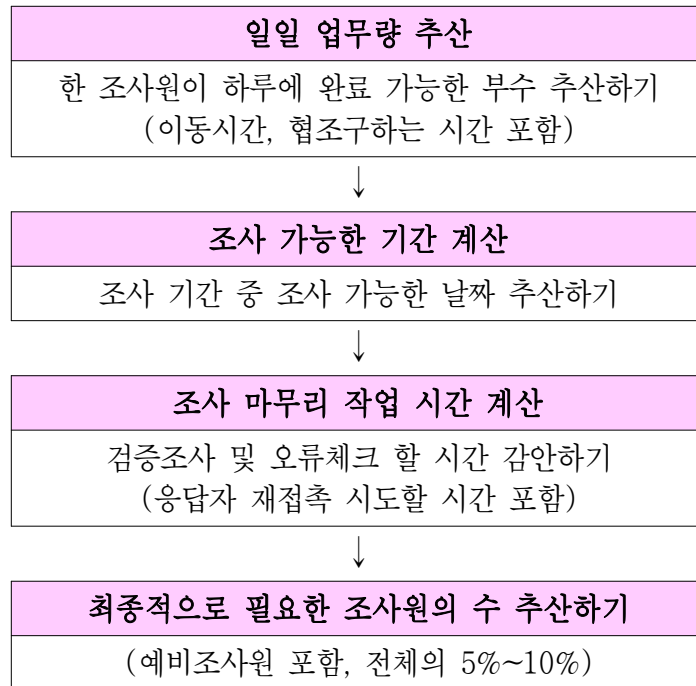 일일 업무량 추산
한 조사원이 하루에 완료 가능한 부수 추산하기
(이동시간, 협조구하는 시간 포함)
↓
조사 가능한 기간 계산
조사 기간 중 조사 가능한 날짜 추산하기
↓
조사 마무리 작업 시간 계산
검증조사 및 오류체크 할 시간 감안하기
(응답자 재접촉 시도할 시간 포함)
↓
최종적으로 필요한 조사원의 수 추산하기
(예비조사원 포함, 전체의 5%~10%)